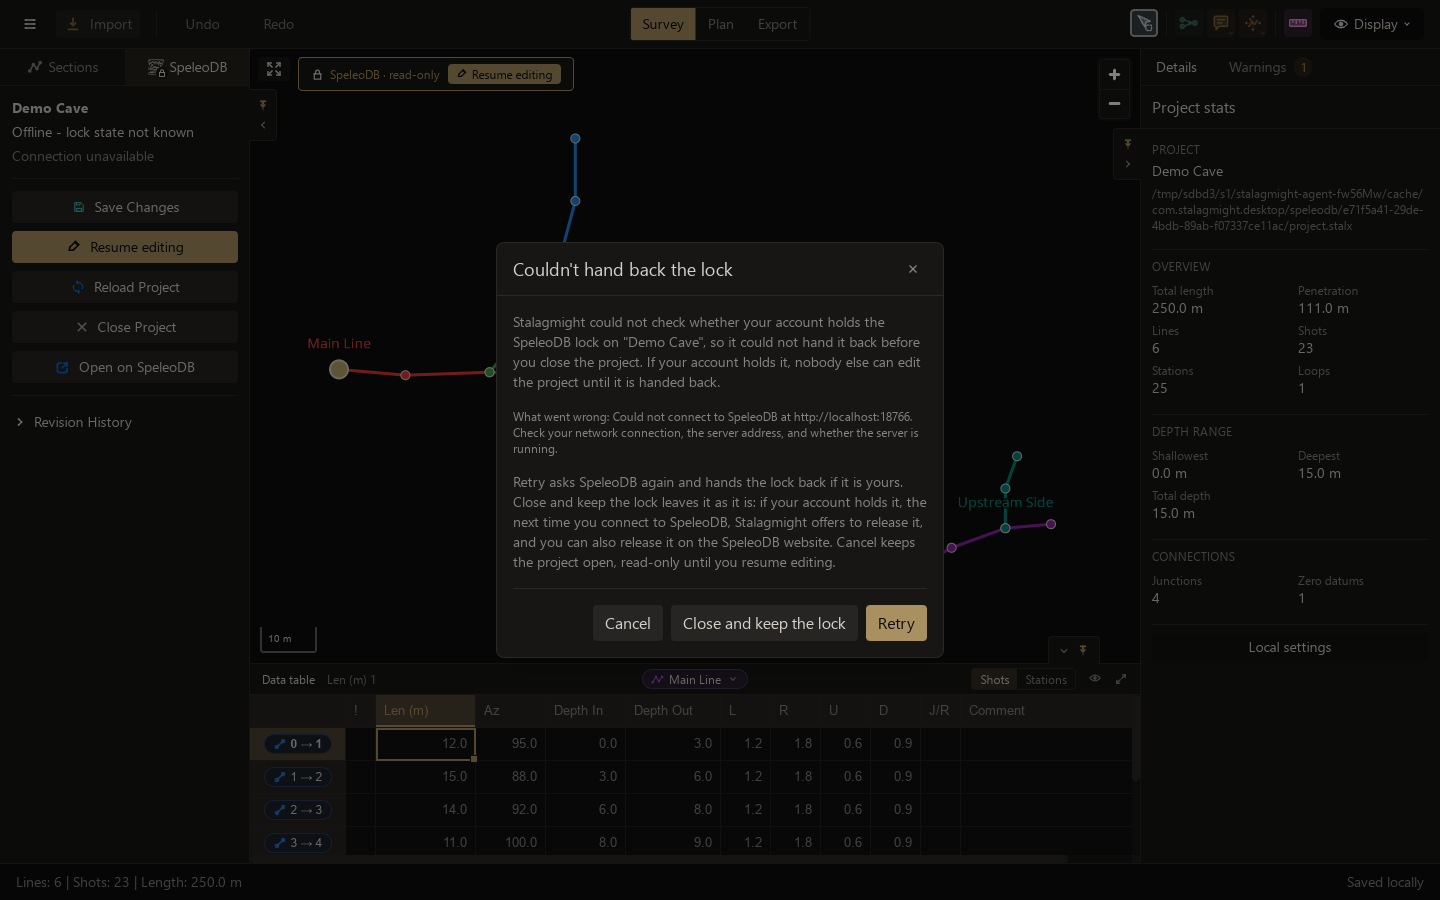 Import
Undo
Redo
Survey
Plan
Export
Display
Sections
SpeleoDB
Demo Cave
Offline - lock state not known
Connection unavailable
Save Changes
Resume editing
Reload Project
Close Project
Open on SpeleoDB
Revision History
SpeleoDB · read-only
Resume editing
Main Line
Upstream Side
10 m
Couldn't hand back the lock
Stalagmight could not check whether your account holds the
SpeleoDB lock on "Demo Cave", so it could not hand it back before
you close the project. If your account holds it, nobody else can edit
the project until it is handed back.
What went wrong: Could not connect to SpeleoDB at http://localhost:18766.
Check your network connection, the server address, and whether the server is
running.
Retry asks SpeleoDB again and hands the lock back if it is yours.
Close and keep the lock leaves it as it is: if your account holds it, the
next time you connect to SpeleoDB, Stalagmight offers to release it,
and you can also release it on the SpeleoDB website. Cancel keeps
the project open, read-only until you resume editing.
Cancel
Close and keep the lock
Retry
Details
Warnings 1
Project stats
PROJECT
Demo Cave
/tmp/sdbd3/s1/stalagmight-agent-fw56Mw/cache/
com.stalagmight.desktop/speleodb/e71f5a41-29de-
4bdb-89ab-f07337ce11ac/project.stalx
OVERVIEW
Total length Penetration
250.0 m 111.0 m
Lines Shots
6 23
Stations Loops
25 1
DEPTH RANGE
Shallowest Deepest
0.0 m 15.0 m
Total depth
15.0 m
CONNECTIONS
Junctions Zero datums
4 1
Local settings
Data table Len (m) 1
Main Line
Shots
Stations
! Len (m) Az Depth In Depth Out L R U D J/R Comment
0→1 12.0 95.0 0.0 3.0 1.2 1.8 0.6 0.9
1→2 15.0 88.0 3.0 6.0 1.2 1.8 0.6 0.9
2→3 14.0 92.0 6.0 8.0 1.2 1.8 0.6 0.9
3→4 11.0 100.0 8.0 9.0 1.2 1.8 0.6 0.9
Lines: 6 | Shots: 23 | Length: 250.0 m
Saved locally